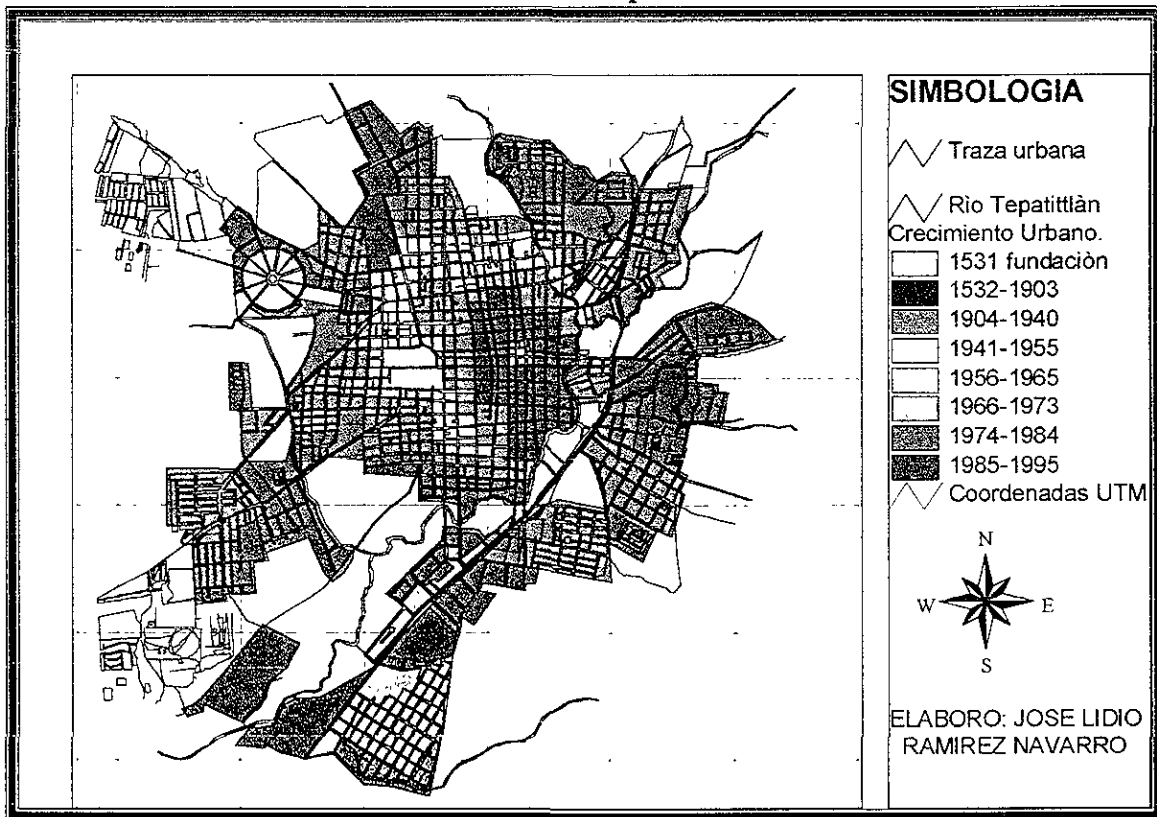 SIMBOLOGIA
Traza urbana
Rìo Tepatittlàn
Crecimiento Urbano.
1531 fundaciòn
1532-1903
1904-1940
1941-1955
1956-1965
1966-1973
1974-1984
1985-1995
Coordenadas UTM
N
W E
S
ELABORO: JOSE LIDIO
RAMIREZ NAVARRO